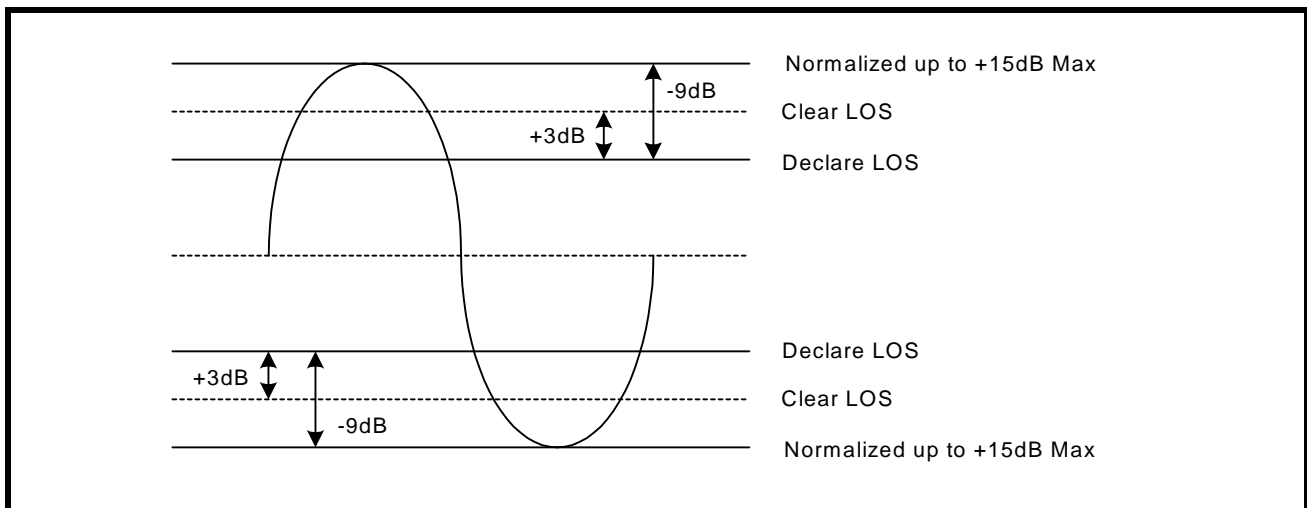 Normalized up to +15dB Max
-9dB
Clear LOS
+3dB
Declare LOS
Declare LOS
+3dB
Clear LOS
-9dB
Normalized up to +15dB Max